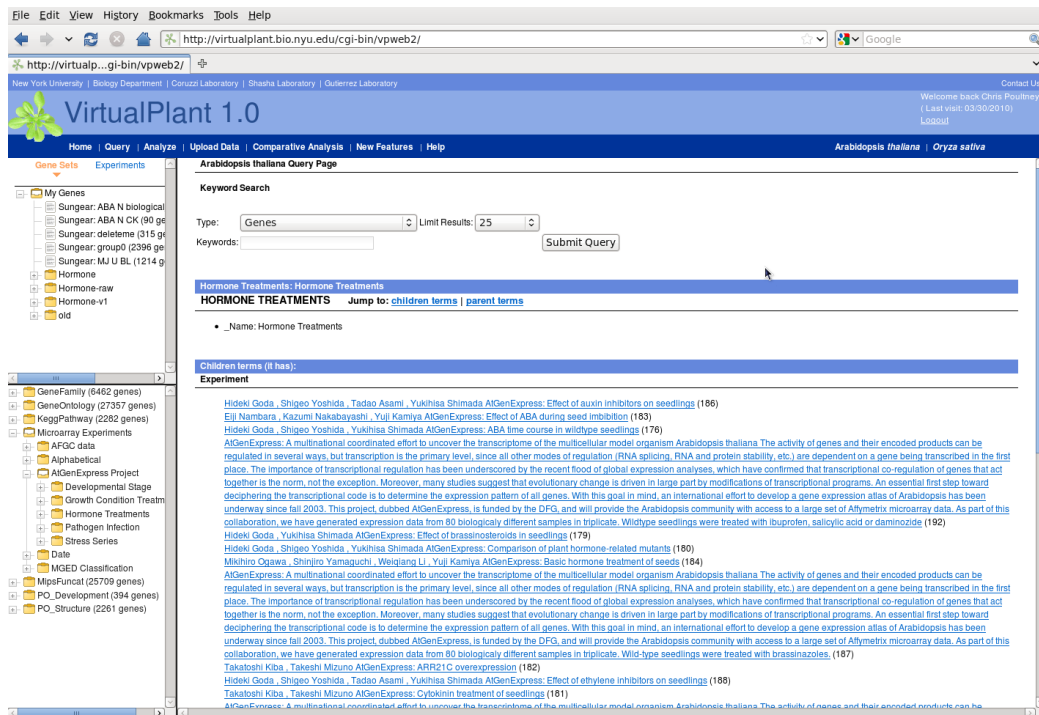 File Edit View History Bookmarks Tools Help
http://virtualplant.bio.nyu.edu/cgi-bin/vpweb2/
Google
http://virtualp...gi-bin/vpweb2/
New York University | Biology Department | Coruzzi Laboratory | Shasha Laboratory | Gutierrez Laboratory
Contact Us
VirtualPlant 1.0
Welcome back Chris Poultney
( Last visit: 03/30/2010)
Logout
Home | Query | Analyze | Upload Data | Comparative Analysis | New Features | Help
Arabidopsis thaliana | Oryza sativa
Gene Sets Experiments
My Genes
Sungear: ABA N biological
Sungear: ABA N CK (90 ge
Sungear: deleteme (315 ge
Sungear: group0 (2396 ge
Sungear: MJ U BL (1214 g
Hormone
Hormone-raw
Hormone-v1
old
GeneFamily (6462 genes)
GeneOntology (27357 genes)
KeggPathway (2282 genes)
Microarray Experiments
AFGC data
Alphabetical
AtGenExpress Project
Developmental Stage
Growth Condition Treatm
Hormone Treatments
Pathogen Infection
Stress Series
Date
MGED Classification
MipsFuncat (25709 genes)
PO_Development (394 genes)
PO_Structure (2261 genes)
Arabidopsis thaliana Query Page
Keyword Search
Type: Genes Limit Results: 25
Keywords: Submit Query
Hormone Treatments: Hormone Treatments
HORMONE TREATMENTS Jump to: children terms | parent terms
• _Name: Hormone Treatments
Children terms (it has):
Experiment
Hideki Goda , Shigeo Yoshida , Tadao Asami , Yukihisa Shimada AtGenExpress: Effect of auxin inhibitors on seedlings (186)
Eiji Nambara , Kazumi Nakabayashi , Yuji Kamiya AtGenExpress: Effect of ABA during seed imbibition (183)
Hideki Goda , Shigeo Yoshida , Yukihisa Shimada AtGenExpress: ABA time course in wildtype seedlings (176)
AtGenExpress: A multinational coordinated effort to uncover the transcriptome of the multicellular model organism Arabidopsis thaliana The activity of genes and their encoded products can be
regulated in several ways, but transcription is the primary level, since all other modes of regulation (RNA splicing, RNA and protein stability, etc.) are dependent on a gene being transcribed in the first
place. The importance of transcriptional regulation has been underscored by the recent flood of global expression analyses, which have confirmed that transcriptional co-regulation of genes that act
together is the norm, not the exception. Moreover, many studies suggest that evolutionary change is driven in large part by modifications of transcriptional programs. An essential first step toward
deciphering the transcriptional code is to determine the expression pattern of all genes. With this goal in mind, an international effort to develop a gene expression atlas of Arabidopsis has been
underway since fall 2003. This project, dubbed AtGenExpress, is funded by the DFG, and will provide the Arabidopsis community with access to a large set of Affymetrix microarray data. As part of this
collaboration, we have generated expression data from 80 biologicaly different samples in triplicate. Wildtype seedlings were treated with ibuprofen, salicylic acid or daminozide (192)
Hideki Goda , Yukihisa Shimada AtGenExpress: Effect of brassinosteroids in seedlings (179)
Hideki Goda , Shigeo Yoshida , Yukihisa Shimada AtGenExpress: Comparison of plant hormone-related mutants (180)
Mikihiro Ogawa , Shinjiro Yamaguchi , Weiqiang Li , Yuji Kamiya AtGenExpress: Basic hormone treatment of seeds (184)
AtGenExpress: A multinational coordinated effort to uncover the transcriptome of the multicellular model organism Arabidopsis thaliana The activity of genes and their encoded products can be
regulated in several ways, but transcription is the primary level, since all other modes of regulation (RNA splicing, RNA and protein stability, etc.) are dependent on a gene being transcribed in the first
place. The importance of transcriptional regulation has been underscored by the recent flood of global expression analyses, which have confirmed that transcriptional co-regulation of genes that act
together is the norm, not the exception. Moreover, many studies suggest that evolutionary change is driven in large part by modifications of transcriptional programs. An essential first step toward
deciphering the transcriptional code is to determine the expression pattern of all genes. With this goal in mind, an international effort to develop a gene expression atlas of Arabidopsis has been
underway since fall 2003. This project, dubbed AtGenExpress, is funded by the DFG, and will provide the Arabidopsis community with access to a large set of Affymetrix microarray data. As part of this
collaboration, we have generated expression data from 80 biologicaly different samples in triplicate. Wild-type seedlings were treated with brassinazoles. (187)
Takatoshi Kiba , Takeshi Mizuno AtGenExpress: ARR21C overexpression (182)
Hideki Goda , Shigeo Yoshida , Tadao Asami , Yukihisa Shimada AtGenExpress: Effect of ethylene inhibitors on seedlings (188)
Takatoshi Kiba , Takeshi Mizuno AtGenExpress: Cytokinin treatment of seedlings (181)
AtGenExpress: A multinational coordinated effort to uncover the transcriptome of the multicellular model organism Arabidopsis thaliana The activity of genes and their encoded products can be